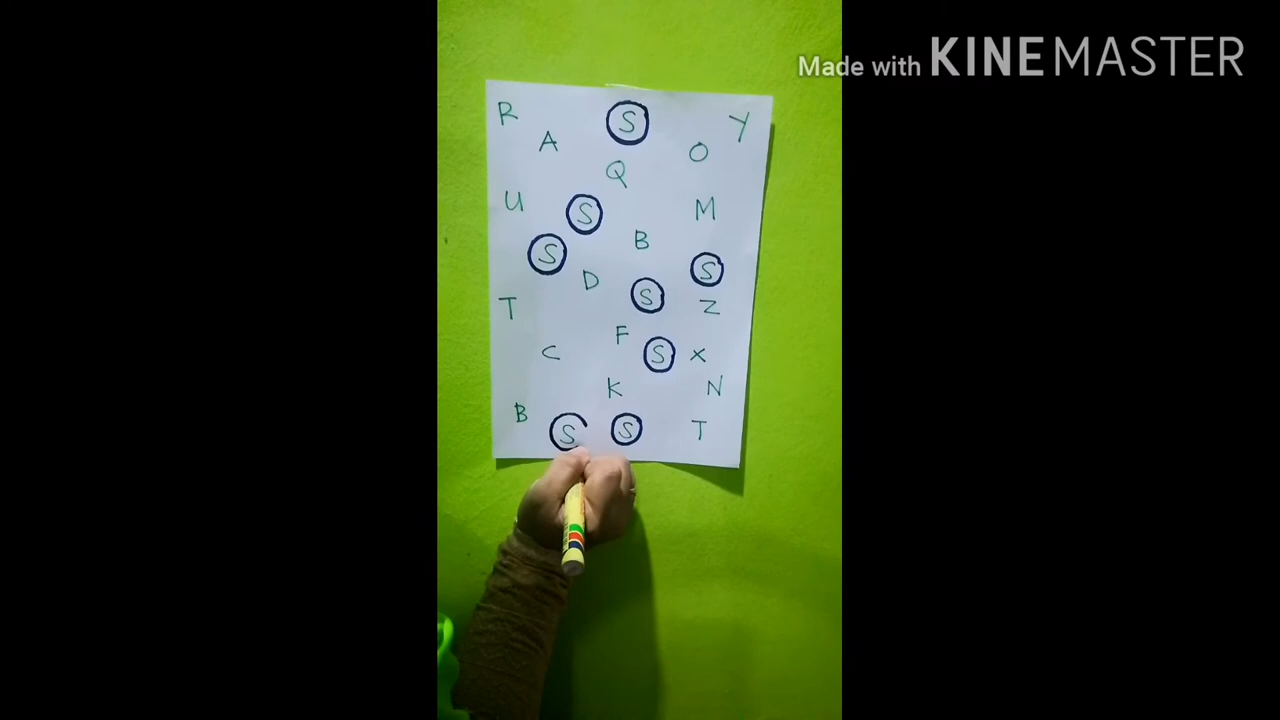 Made with KINEMASTER
R S Y
A O
Q
U S M
B
S S
D S
T Z
F
C S X
K N
B
S S T